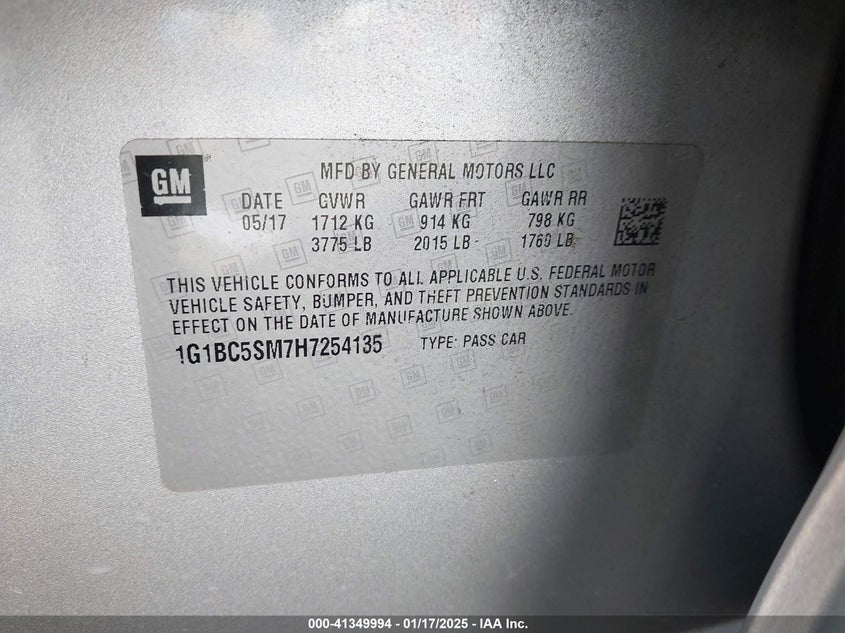 GM
MFD BY GENERAL MOTORS LLC
DATE GVWR GAWR FRT GAWR RR
05/17 1712 KG 914 KG 798 KG
3775 LB 2015 LB 1760 LB
THIS VEHICLE CONFORMS TO ALL APPLICABLE U.S. FEDERAL MOTOR
VEHICLE SAFETY, BUMPER, AND THEFT PREVENTION STANDARDS IN
EFFECT ON THE DATE OF MANUFACTURE SHOWN ABOVE.
1G1BC5SM7H7254135 TYPE: PASS CAR
000-41349994 - 01/17/2025 - IAA Inc.